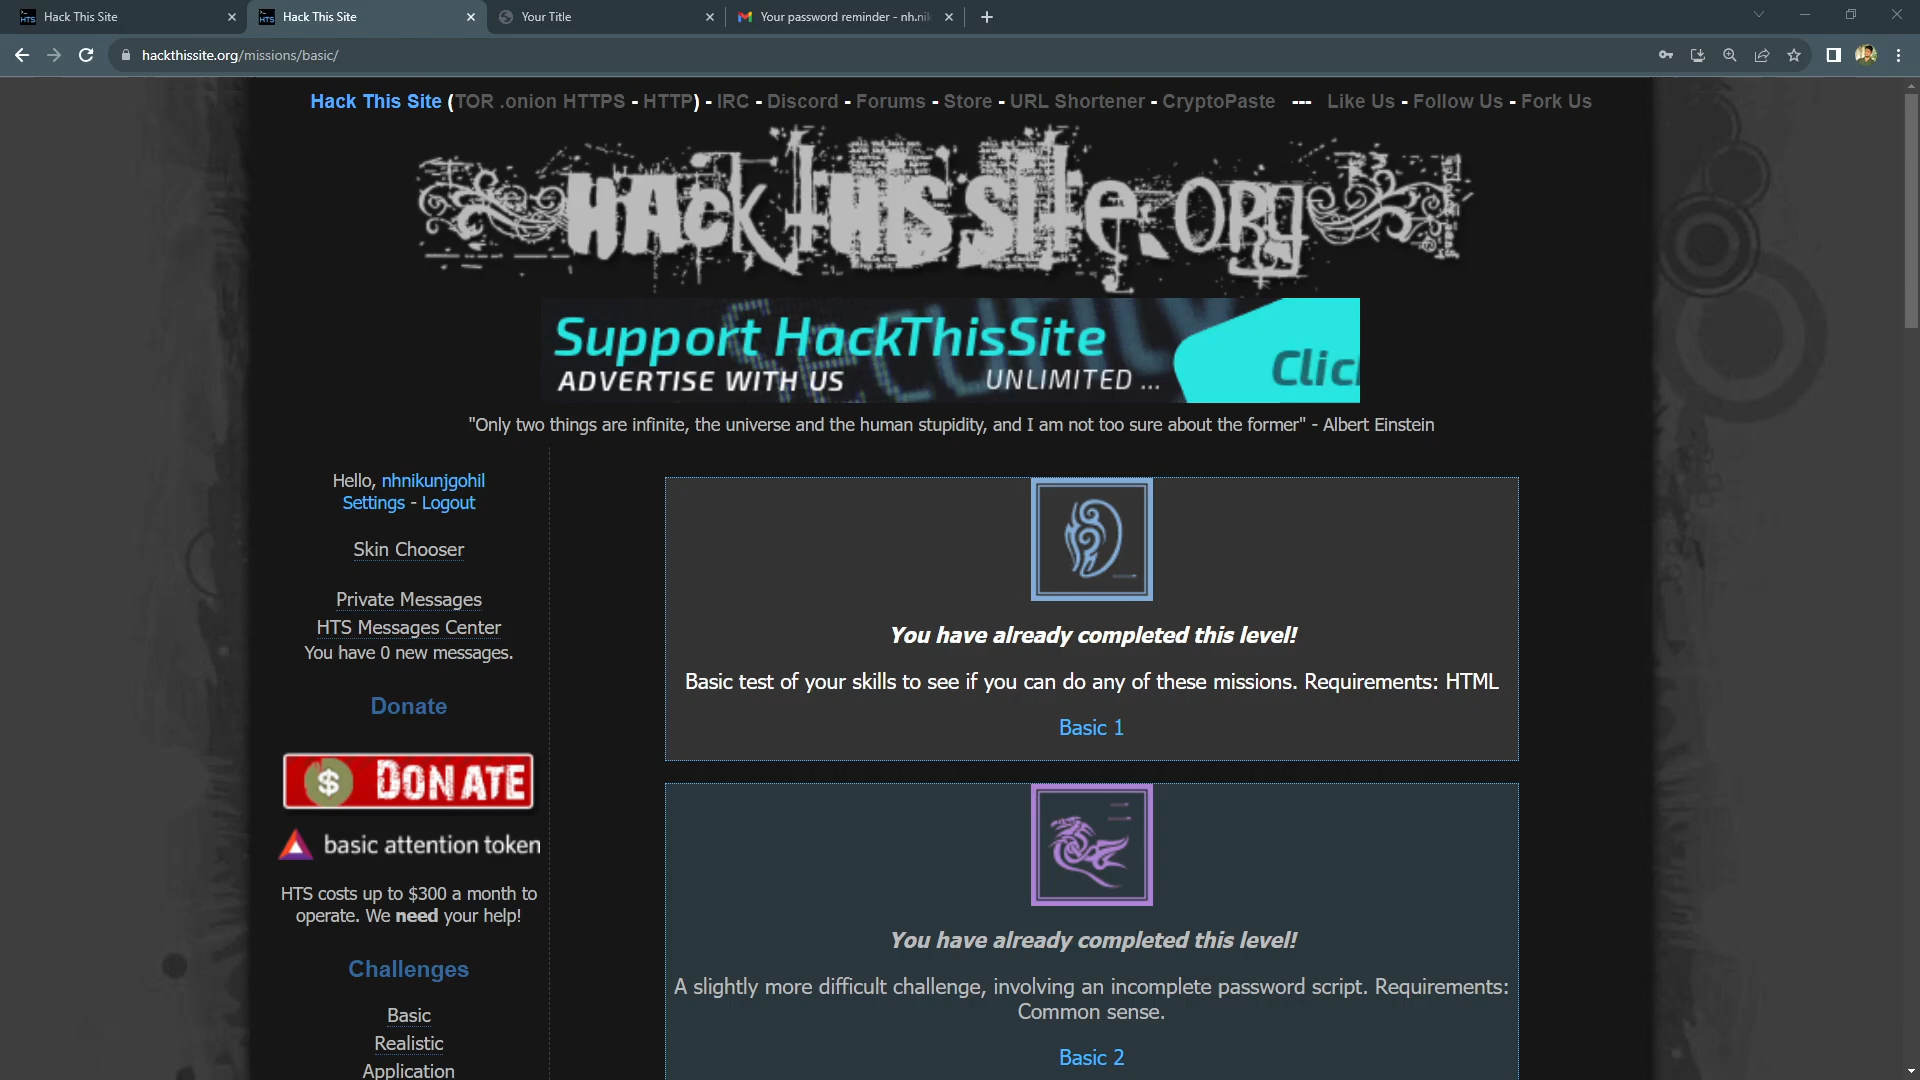 Hack This Site
Hack This Site
Your Title
Your password reminder - nh.nik
hackthissite.org/missions/basic/
Hack This Site (TOR .onion HTTPS - HTTP) - IRC - Discord - Forums - Store - URL Shortener - CryptoPaste --- Like Us - Follow Us - Fork Us
HACK THIS SITE.ORG
Support HackThisSite
ADVERTISE WITH US
UNLIMITED ...
Clic
"Only two things are infinite, the universe and the human stupidity, and I am not too sure about the former" - Albert Einstein
Hello, nhnikunjgohil
Settings - Logout
Skin Chooser
Private Messages
HTS Messages Center
You have 0 new messages.
Donate
$ DONATE
basic attention token
HTS costs up to $300 a month to
operate. We need your help!
Challenges
Basic
Realistic
Application
You have already completed this level!
Basic test of your skills to see if you can do any of these missions. Requirements: HTML
Basic 1
You have already completed this level!
A slightly more difficult challenge, involving an incomplete password script. Requirements:
Common sense.
Basic 2